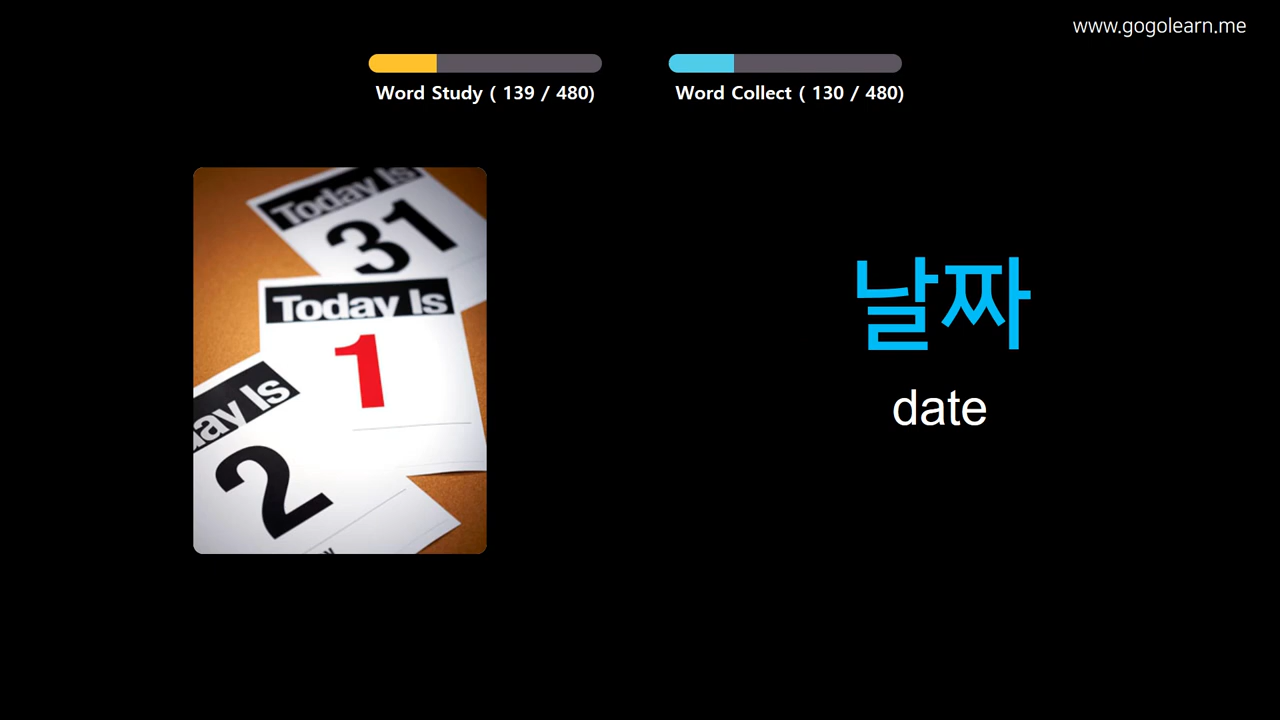 www.gogolearn.me
Word Study ( 139 / 480)
Word Collect ( 130 / 480)
Today Is
31
Today Is
1
ay Is
2
날짜
date